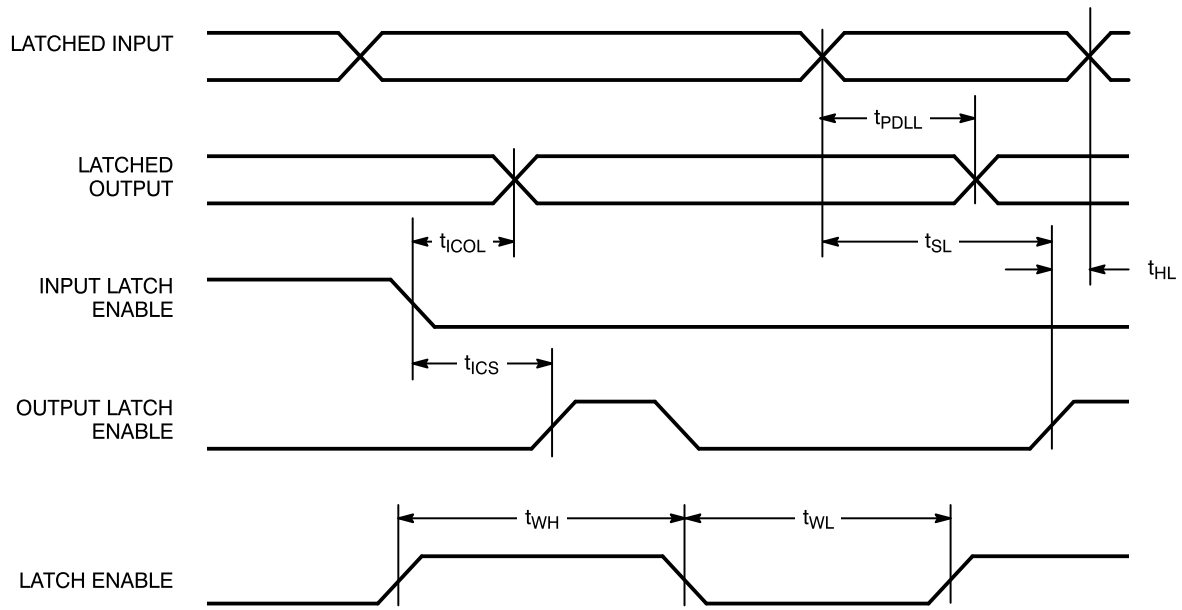 LATCHED INPUT
tPDLL
LATCHED
OUTPUT
tICOL
tSL
tHL
INPUT LATCH
ENABLE
tICS
OUTPUT LATCH
ENABLE
tWH
tWL
LATCH ENABLE